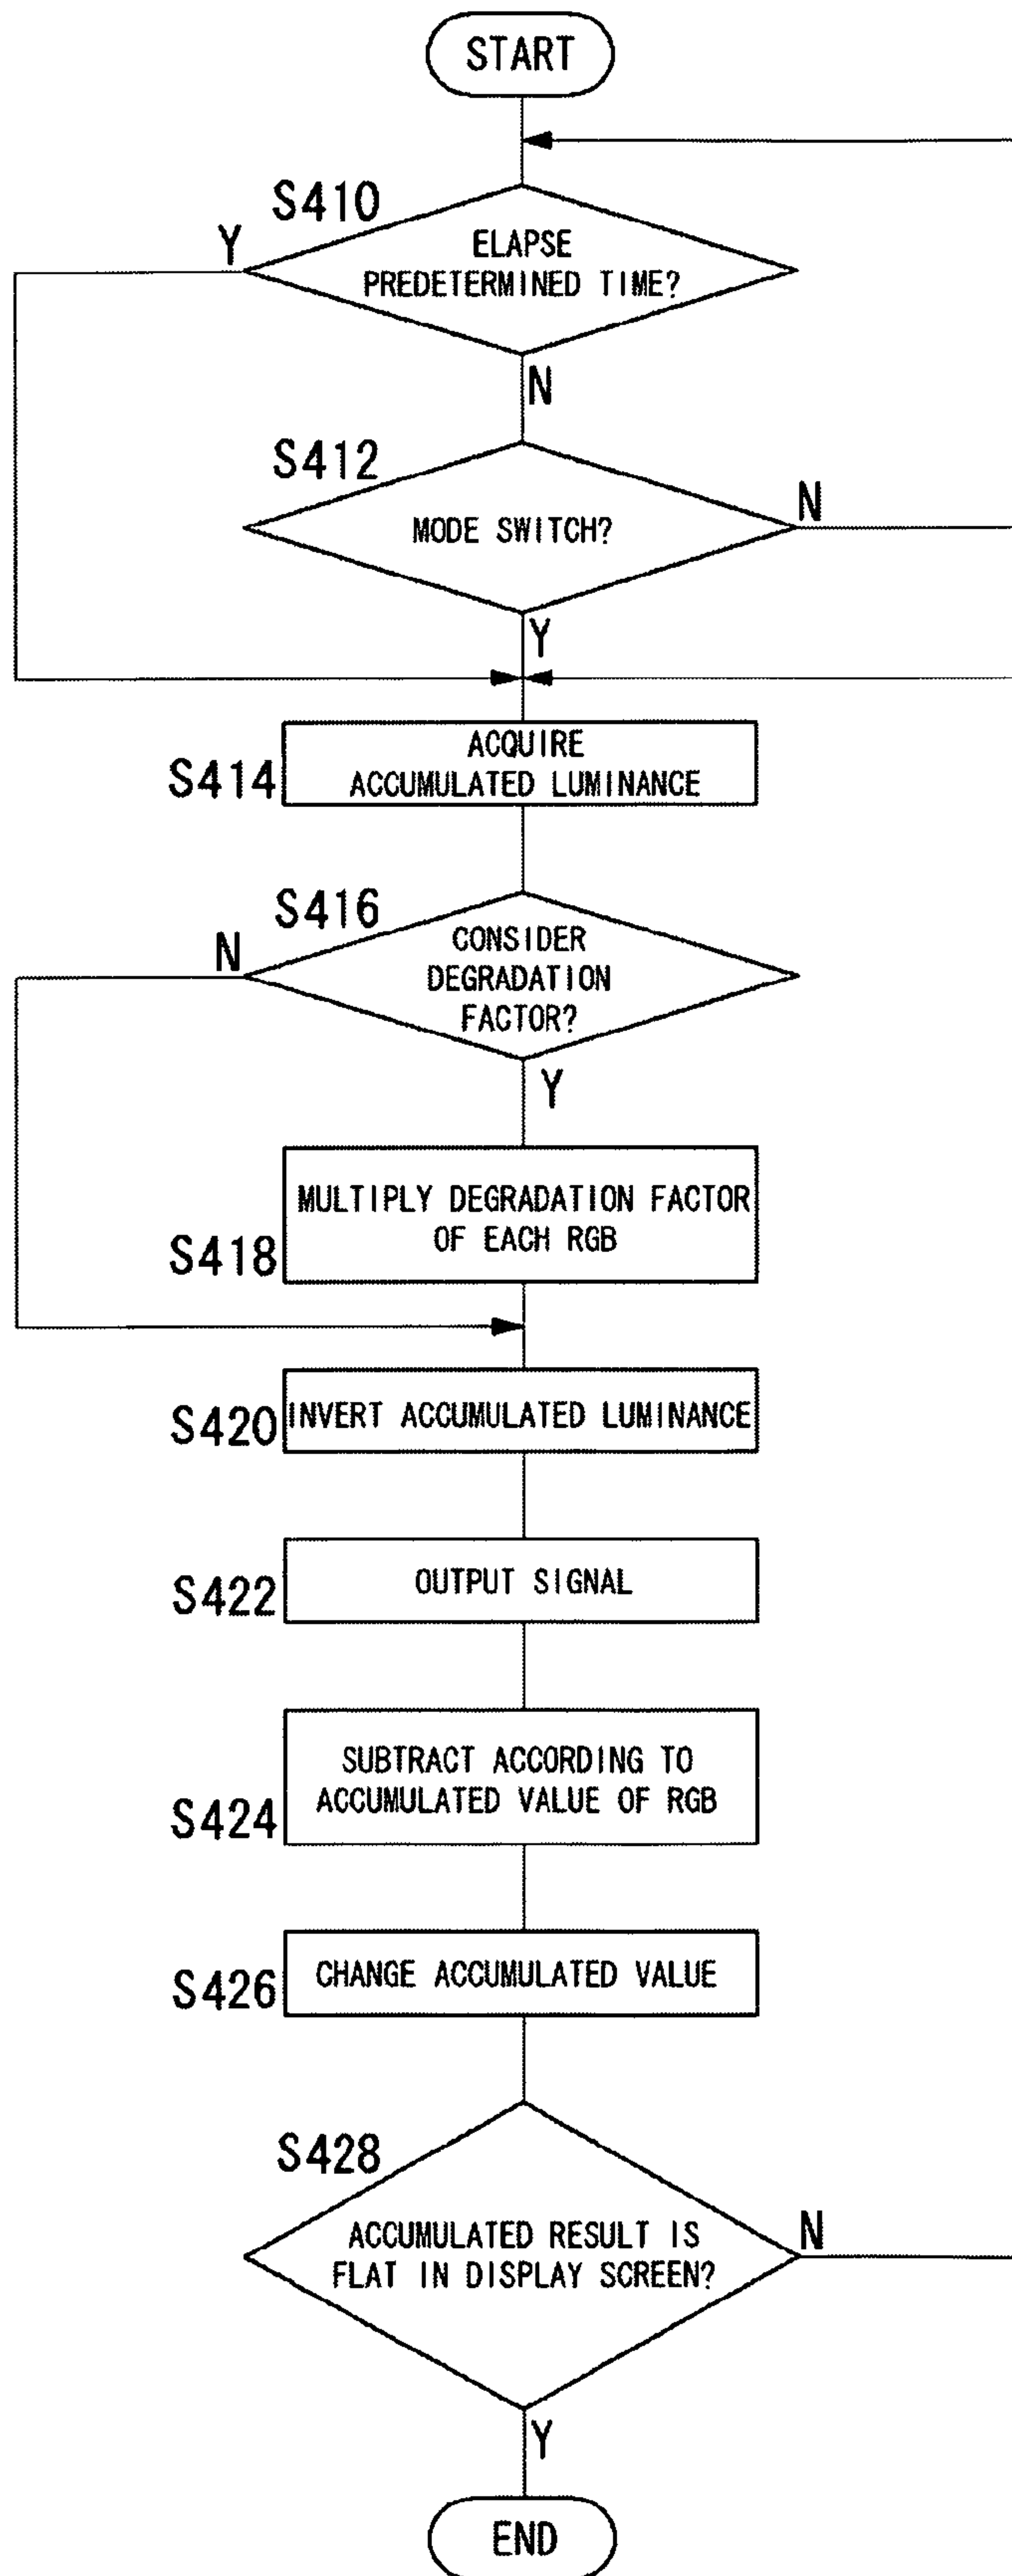 START
S410
Y
ELAPSE
PREDETERMINED TIME?
N
S412
MODE SWITCH?
N
Y
S414
ACQUIRE
ACCUMULATED LUMINANCE
S416
N
CONSIDER
DEGRADATION
FACTOR?
Y
S418
MULTIPLY DEGRADATION FACTOR
OF EACH RGB
S420
INVERT ACCUMULATED LUMINANCE
S422
OUTPUT SIGNAL
S424
SUBTRACT ACCORDING TO
ACCUMULATED VALUE OF RGB
S426
CHANGE ACCUMULATED VALUE
S428
ACCUMULATED RESULT IS
FLAT IN DISPLAY SCREEN?
N
Y
END